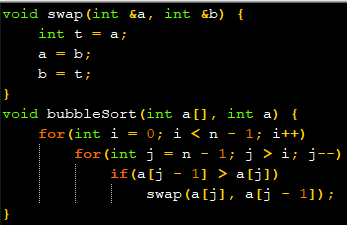 void swap(int &a, int &b) {
    int t = a;
    a = b;
    b = t;
}
void bubbleSort(int a[], int a) {
    for(int i = 0; i < n - 1; i++)
        for(int j = n - 1; j > i; j--)
            if(a[j - 1] > a[j])
                swap(a[j], a[j - 1]);
}